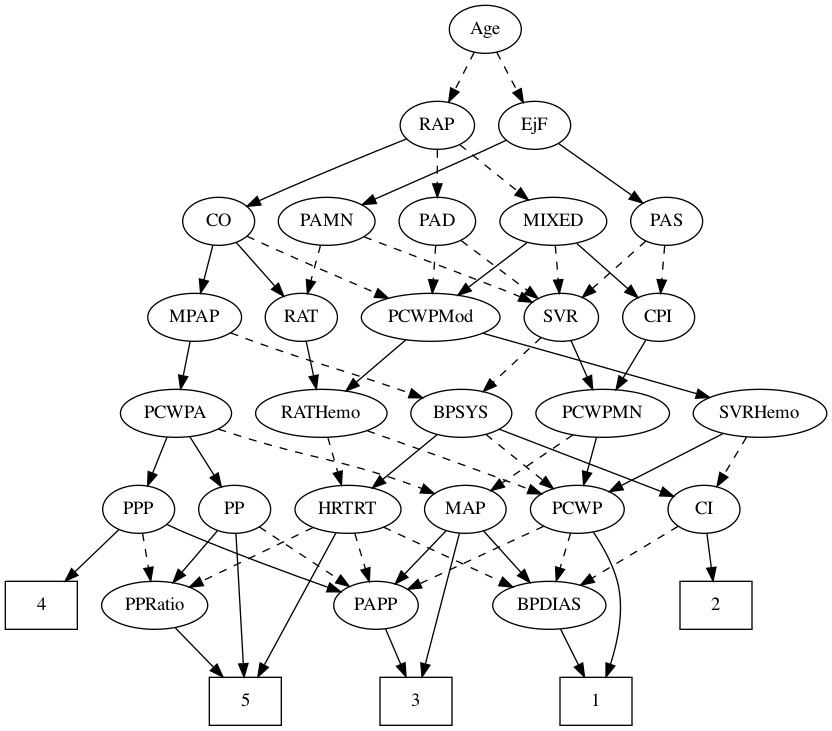 Age
RAP
EjF
CO
PAMN
PAD
MIXED
PAS
MPAP
RAT
PCWPMod
SVR
CPI
PCWPA
RATHemo
BPSYS
PCWPMN
SVRHemo
PPP
PP
HRTRT
MAP
PCWP
CI
4
PPRatio
PAPP
BPDIAS
2
5
3
1